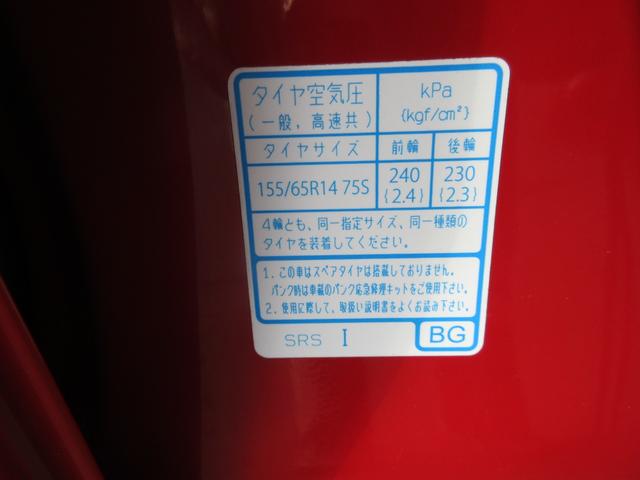 タイヤ空気圧
(一般，高速共)
kPa
{kgf/cm²}
タイヤサイズ 前輪 後輪
155/65R14 75S 240 230
{2.4} {2.3}
4輪とも、同一指定サイズ、同一種類の
タイヤを装着してください。
1. この車はスペアタイヤは搭載しておりません。
パンク時は車載のパンク応急修理キットをご使用下さい。
2. 使用に際して、取扱い説明書をよくお読み下さい。
SRS I BG